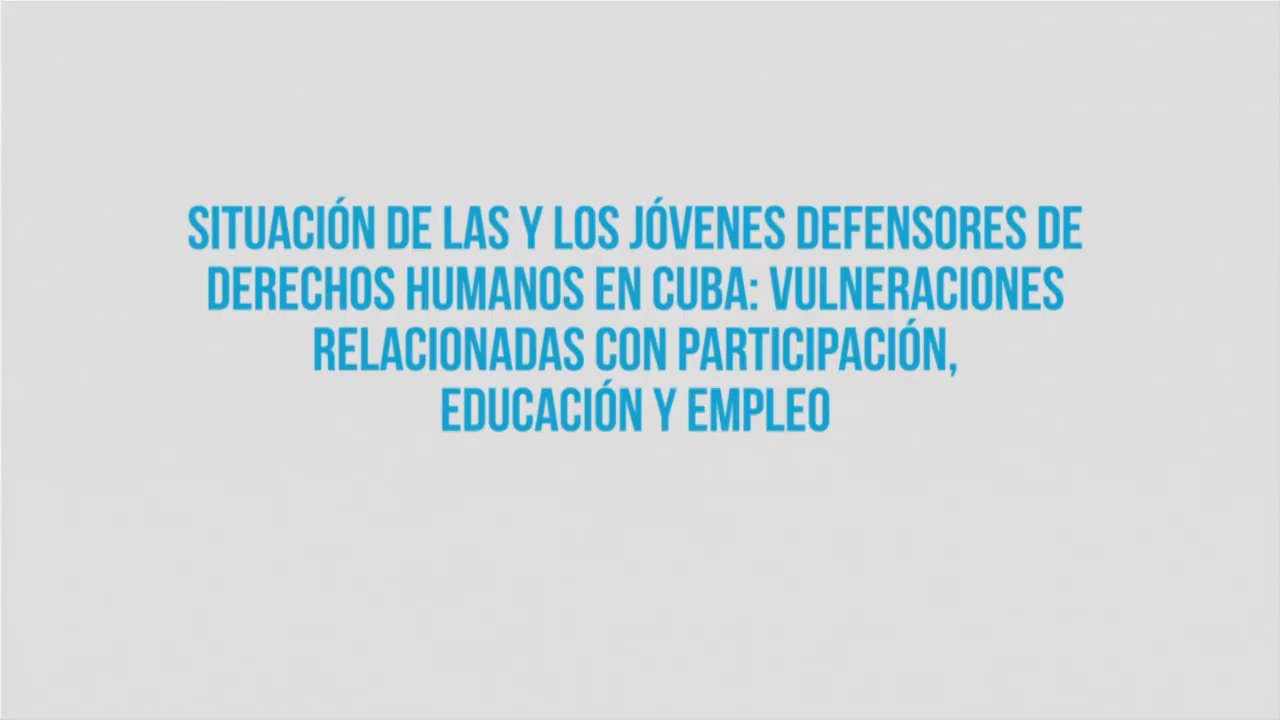 SITUACIÓN DE LAS Y LOS JÓVENES DEFENSORES DE
DERECHOS HUMANOS EN CUBA: VULNERACIONES
RELACIONADAS CON PARTICIPACIÓN,
EDUCACIÓN Y EMPLEO